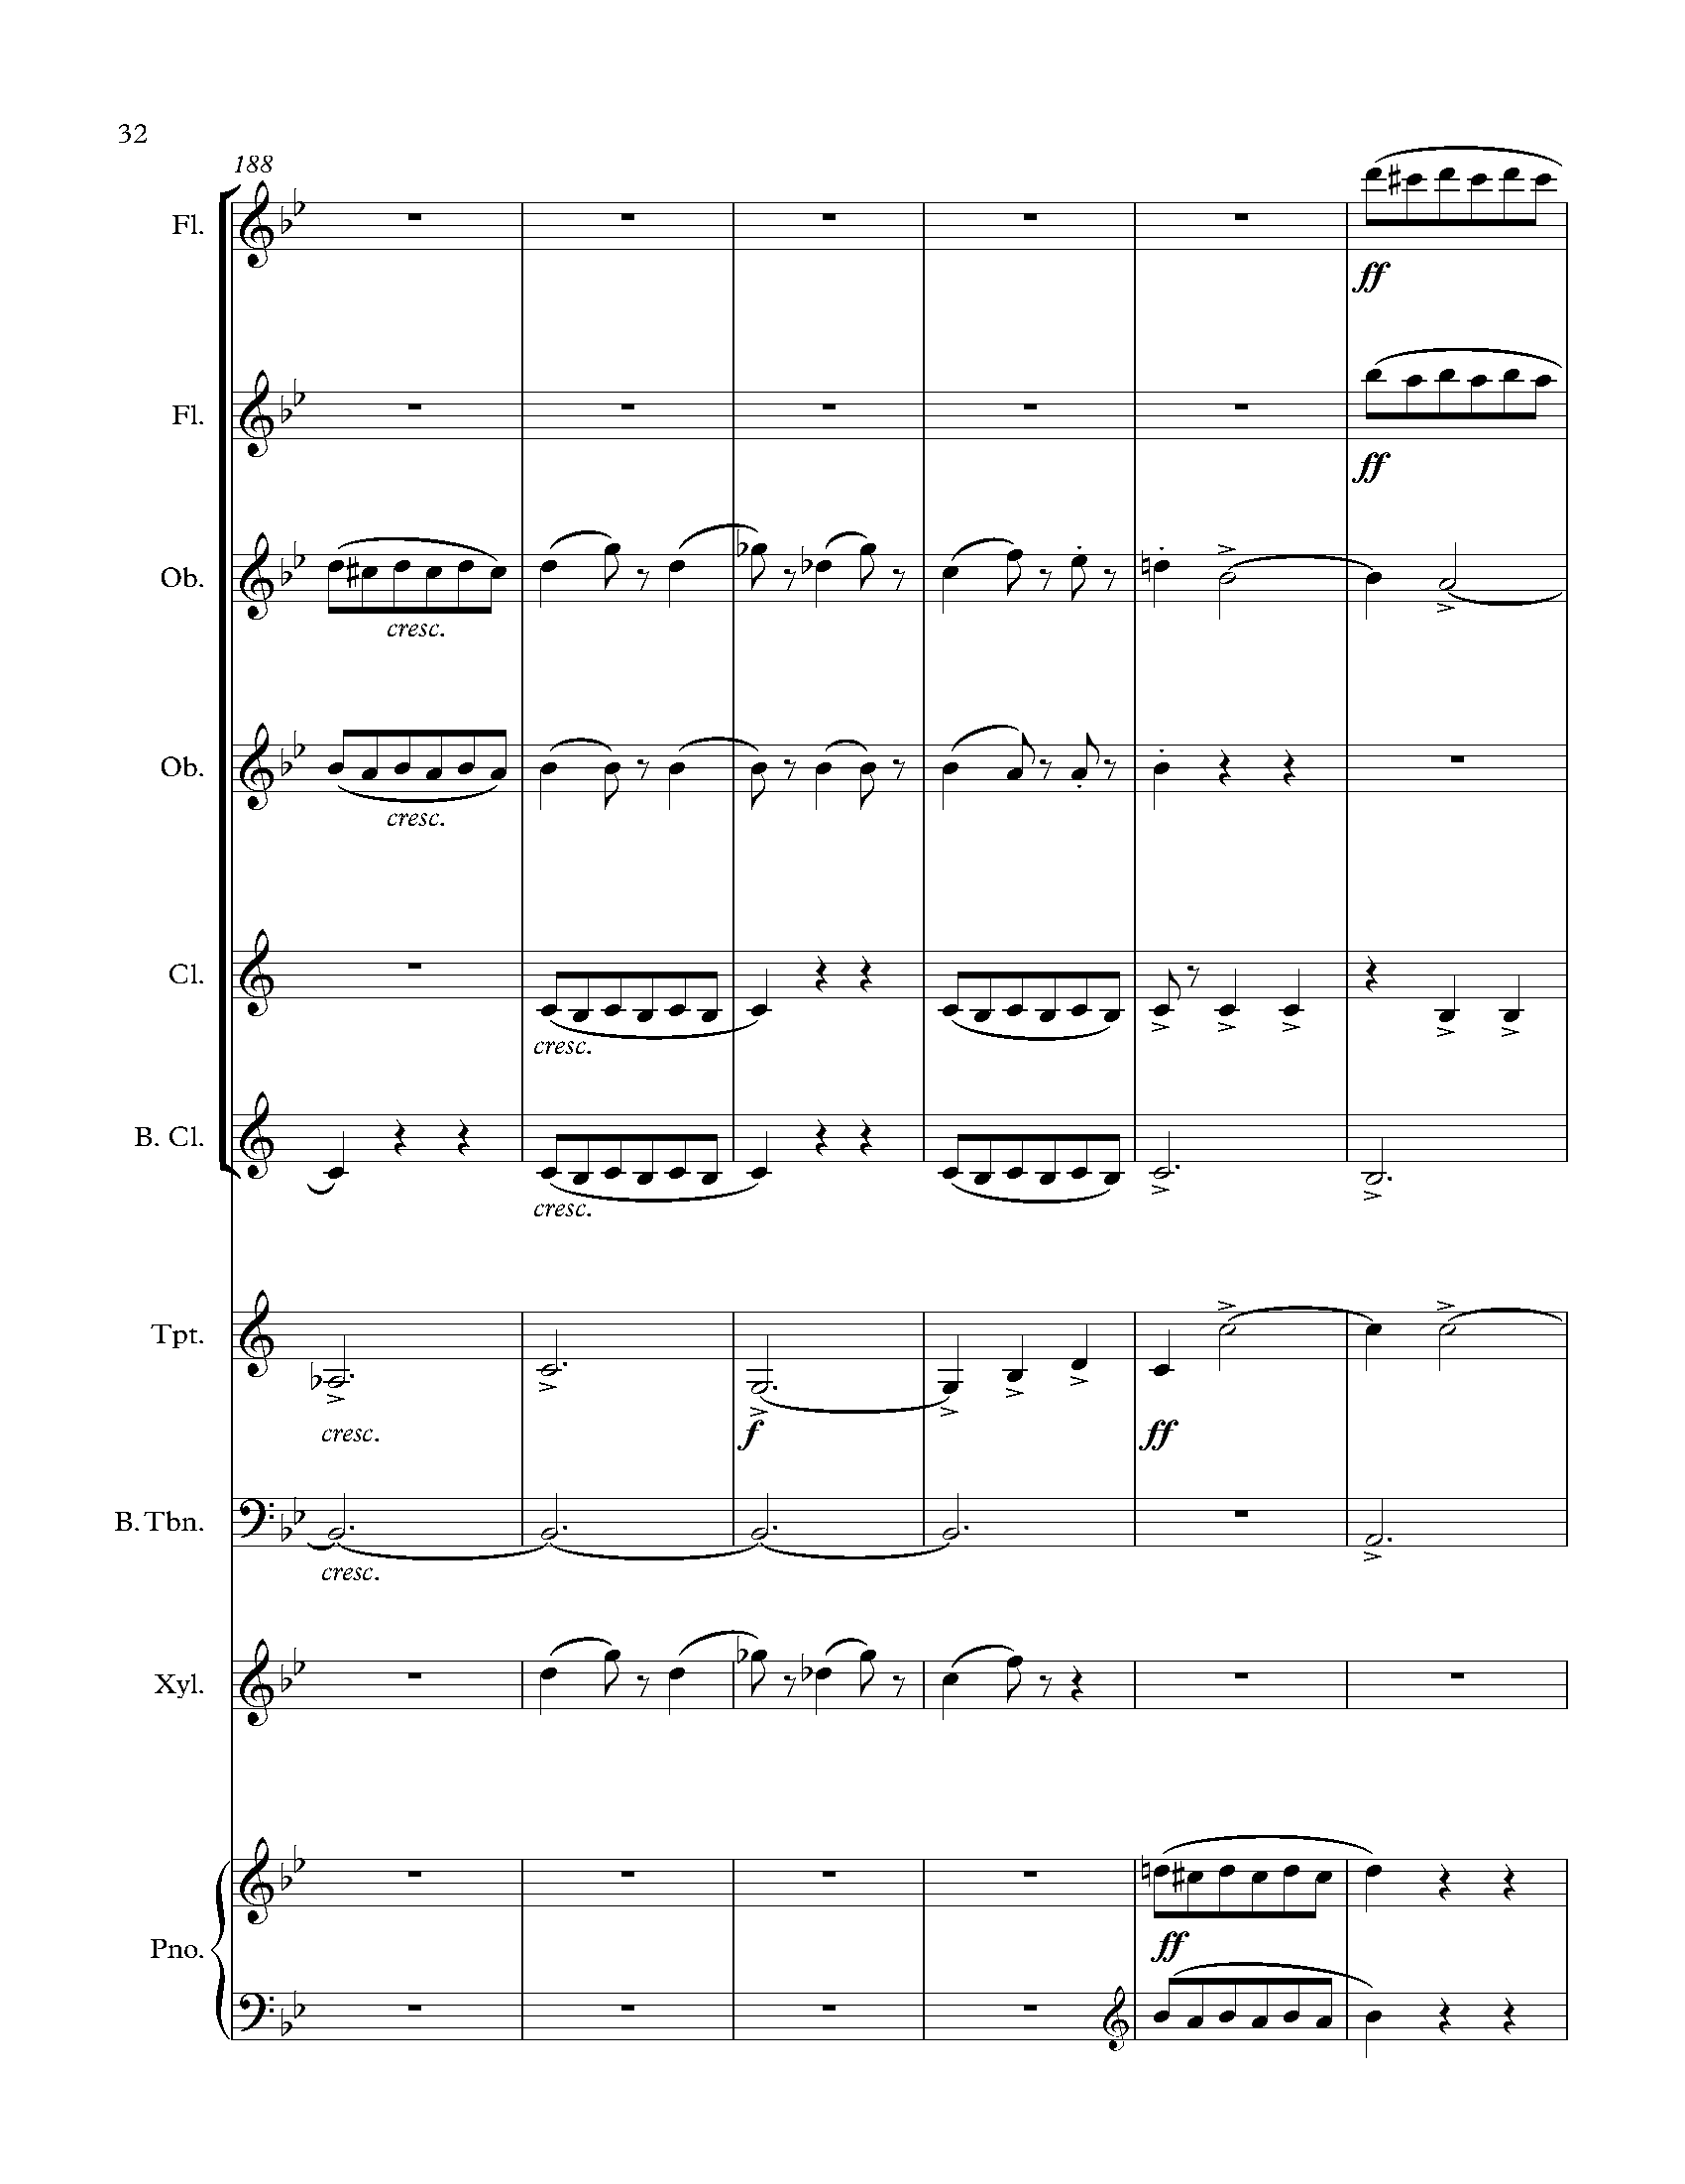 32
188
Fl.
ff
Fl.
ff
Ob.
cresc.
Ob.
cresc.
Cl.
cresc.
B. Cl.
cresc.
Tpt.
cresc. f ff
B. Tbn.
cresc.
Xyl.
Pno.
ff